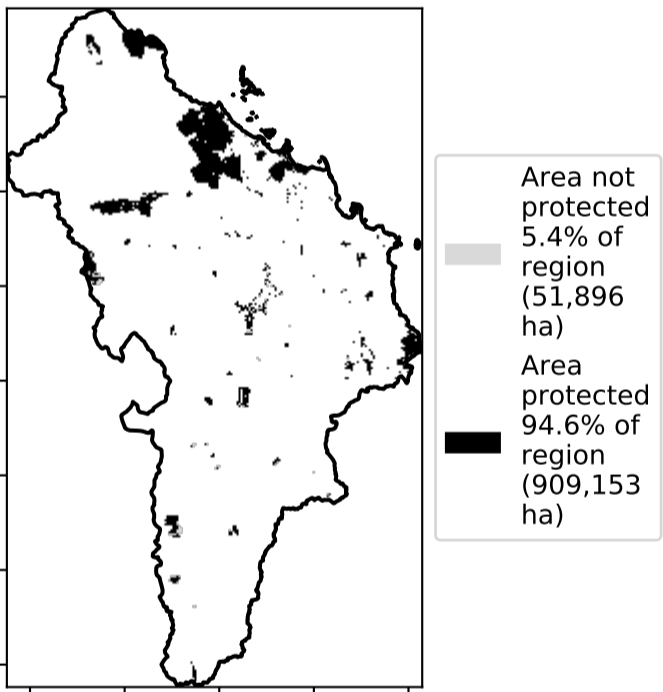 Area not
protected
5.4% of
region
(51,896
ha)
Area
protected
94.6% of
region
(909,153
ha)